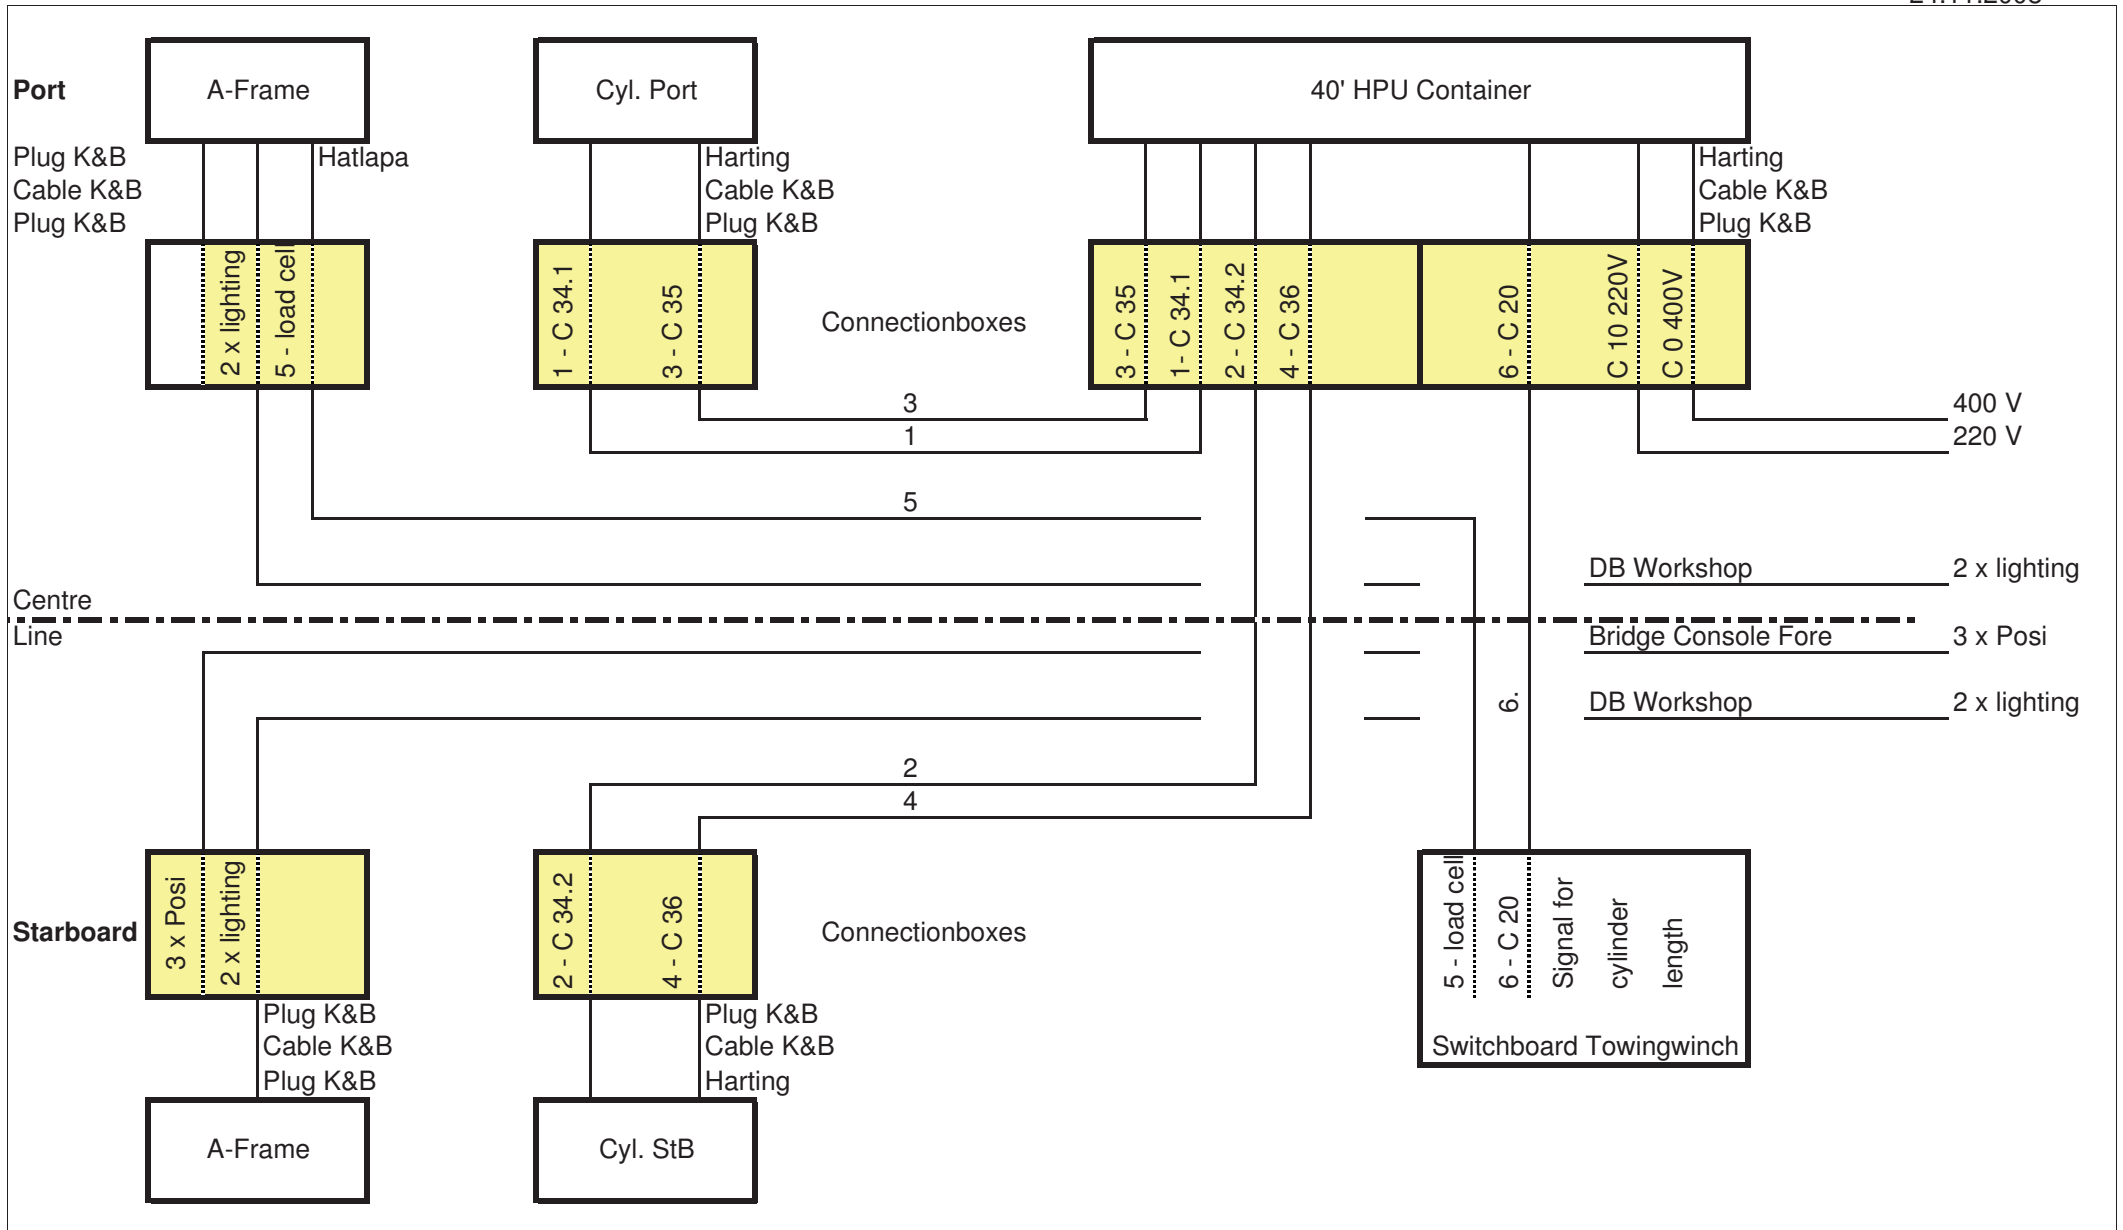 Port
A-Frame
Cyl. Port
40' HPU Container
Plug K&B
Cable K&B
Plug K&B
Hatlapa
Harting
Cable K&B
Plug K&B
Harting
Cable K&B
Plug K&B
2 x lighting
5 - load cell
1 - C 34.1
3 - C 35
Connectionboxes
3 - C 35
1- C 34.1
2 - C 34.2
4 - C 36
6 - C 20
C 10 220V
C 0 400V
3
400 V
1
220 V
5
DB Workshop
2 x lighting
Centre
Line
Bridge Console Fore
3 x Posi
6.
DB Workshop
2 x lighting
2
4
Starboard
3 x Posi
2 x lighting
2 - C 34.2
4 - C 36
Connectionboxes
5 - load cell
6 - C 20
Signal for
cylinder
length
Switchboard Towingwinch
Plug K&B
Cable K&B
Plug K&B
Plug K&B
Cable K&B
Harting
A-Frame
Cyl. StB